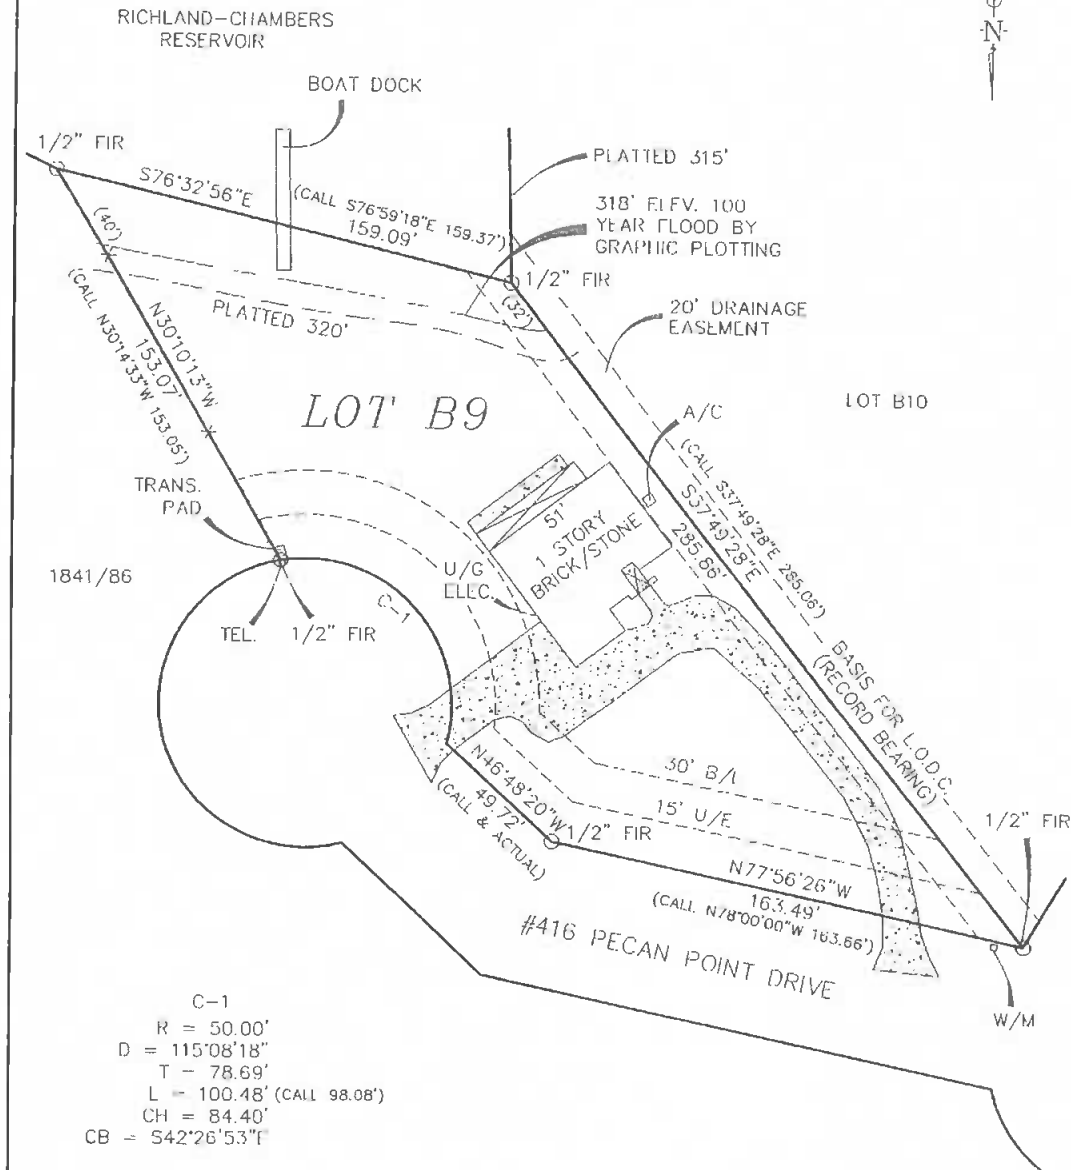 RICHLAND-CHAMBERS
RESERVOIR
-N-
BOAT DOCK
1/2" FIR
PLATTED 315'
S76°32'56"E
(CALL S76°59'18"E 159.37')
159.09'
318' ELEV. 100
YEAR FLOOD BY
GRAPHIC PLOTTING
(40')
1/2" FIR
(32')
PLATTED 320'
20' DRAINAGE
EASEMENT
N30°10'13"W
153.07'
(CALL N30°14'33"W 153.05')
LOT B9
LOT B10
A/C
(CALL S37°49'28"E 285.06')
S37°49'28"E
285.86'
TRANS.
PAD
51'
1 STORY
BRICK/STONE
U/G
ELEC.
1841/86
C-1
TEL.
1/2" FIR
BASIS FOR L.O.D.C.
(RECORD BEARING)
N46°48'20"W
49.72'
(CALL & ACTUAL)
30' B/L
15' U/E
1/2" FIR
1/2" FIR
N77°56'26"W
163.49'
(CALL N78°00'00"W 163.66')
#416 PECAN POINT DRIVE
W/M
C-1
R = 50.00'
D = 115°08'18"
T = 78.69'
L = 100.48' (CALL 98.08')
CH = 84.40'
CB = S42°26'53"E